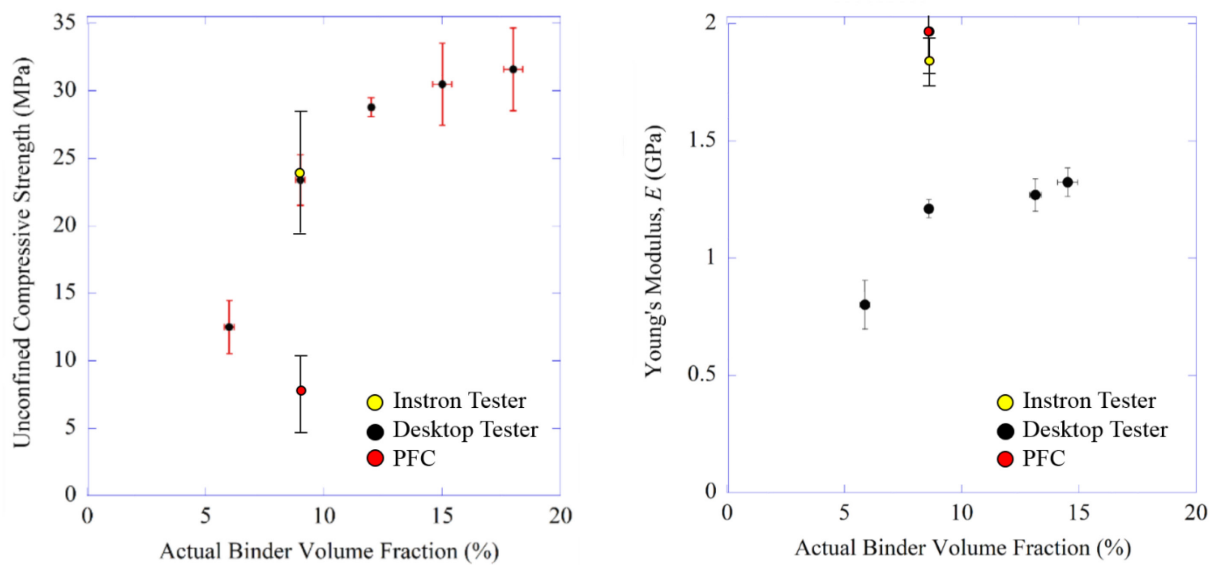 35
30
25
20
15
10
5
0
0 5 10 15 20
Unconfined Compressive Strength (MPa)
Actual Binder Volume Fraction (%)
Instron Tester
Desktop Tester
PFC
2
1.5
1
0.5
0
0 5 10 15 20
Young's Modulus, E (GPa)
Actual Binder Volume Fraction (%)
Instron Tester
Desktop Tester
PFC